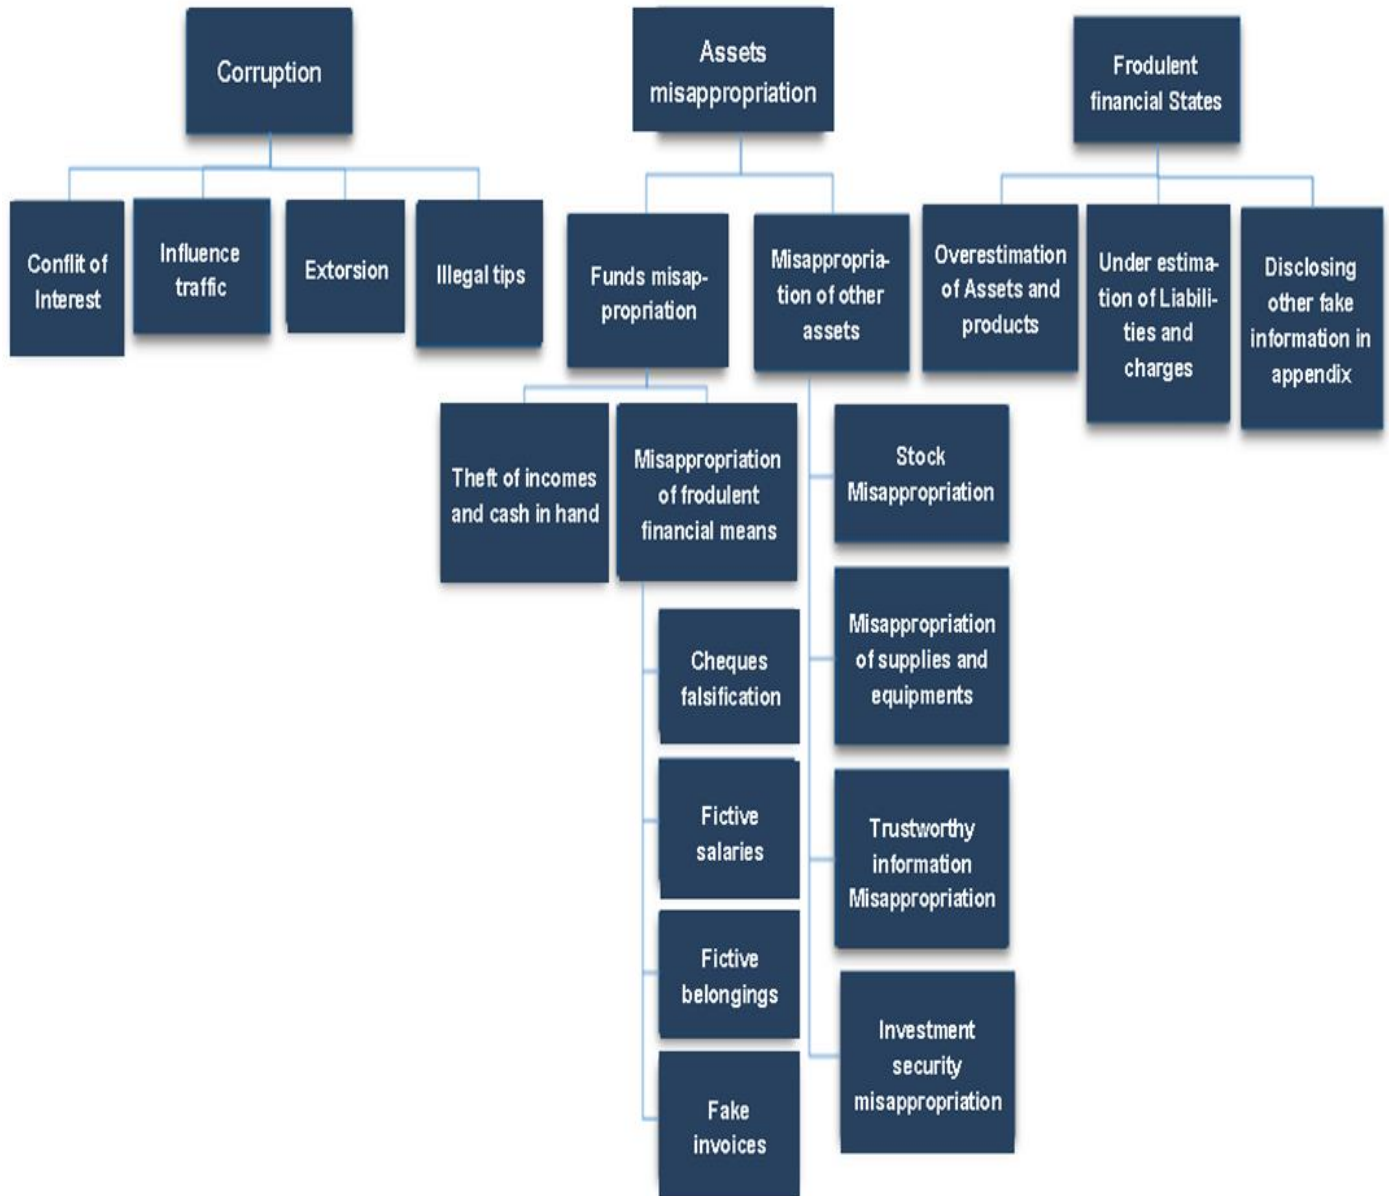 Corruption
Assets
misappropriation
Frodulent
financial States
Conflit of
Interest
Influence
traffic
Extorsion
Illegal tips
Funds misap-
propriation
Misappropria-
tion of other
assets
Overestimation
of Assets and
products
Under estima-
tion of Liabili-
ties and
charges
Disclosing
other fake
information in
appendix
Theft of incomes
and cash in hand
Misappropriation
of frodulent
financial means
Stock
Misappropriation
Cheques
falsification
Misappropriation
of supplies and
equipments
Fictive
salaries
Trustworthy
information
Misappropriation
Fictive
belongings
Investment
security
misappropriation
Fake
invoices